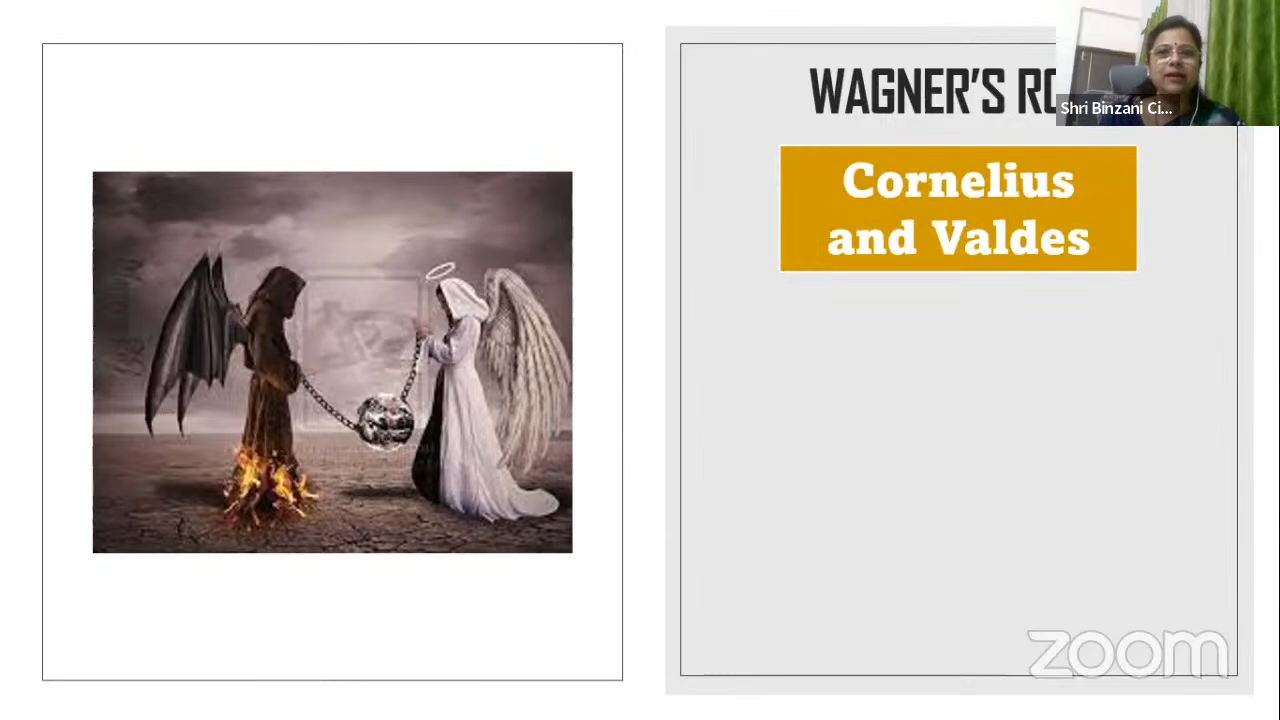 WAGNER'S RO
Shri Binzani Ci...
Cornelius
and Valdes
zoom